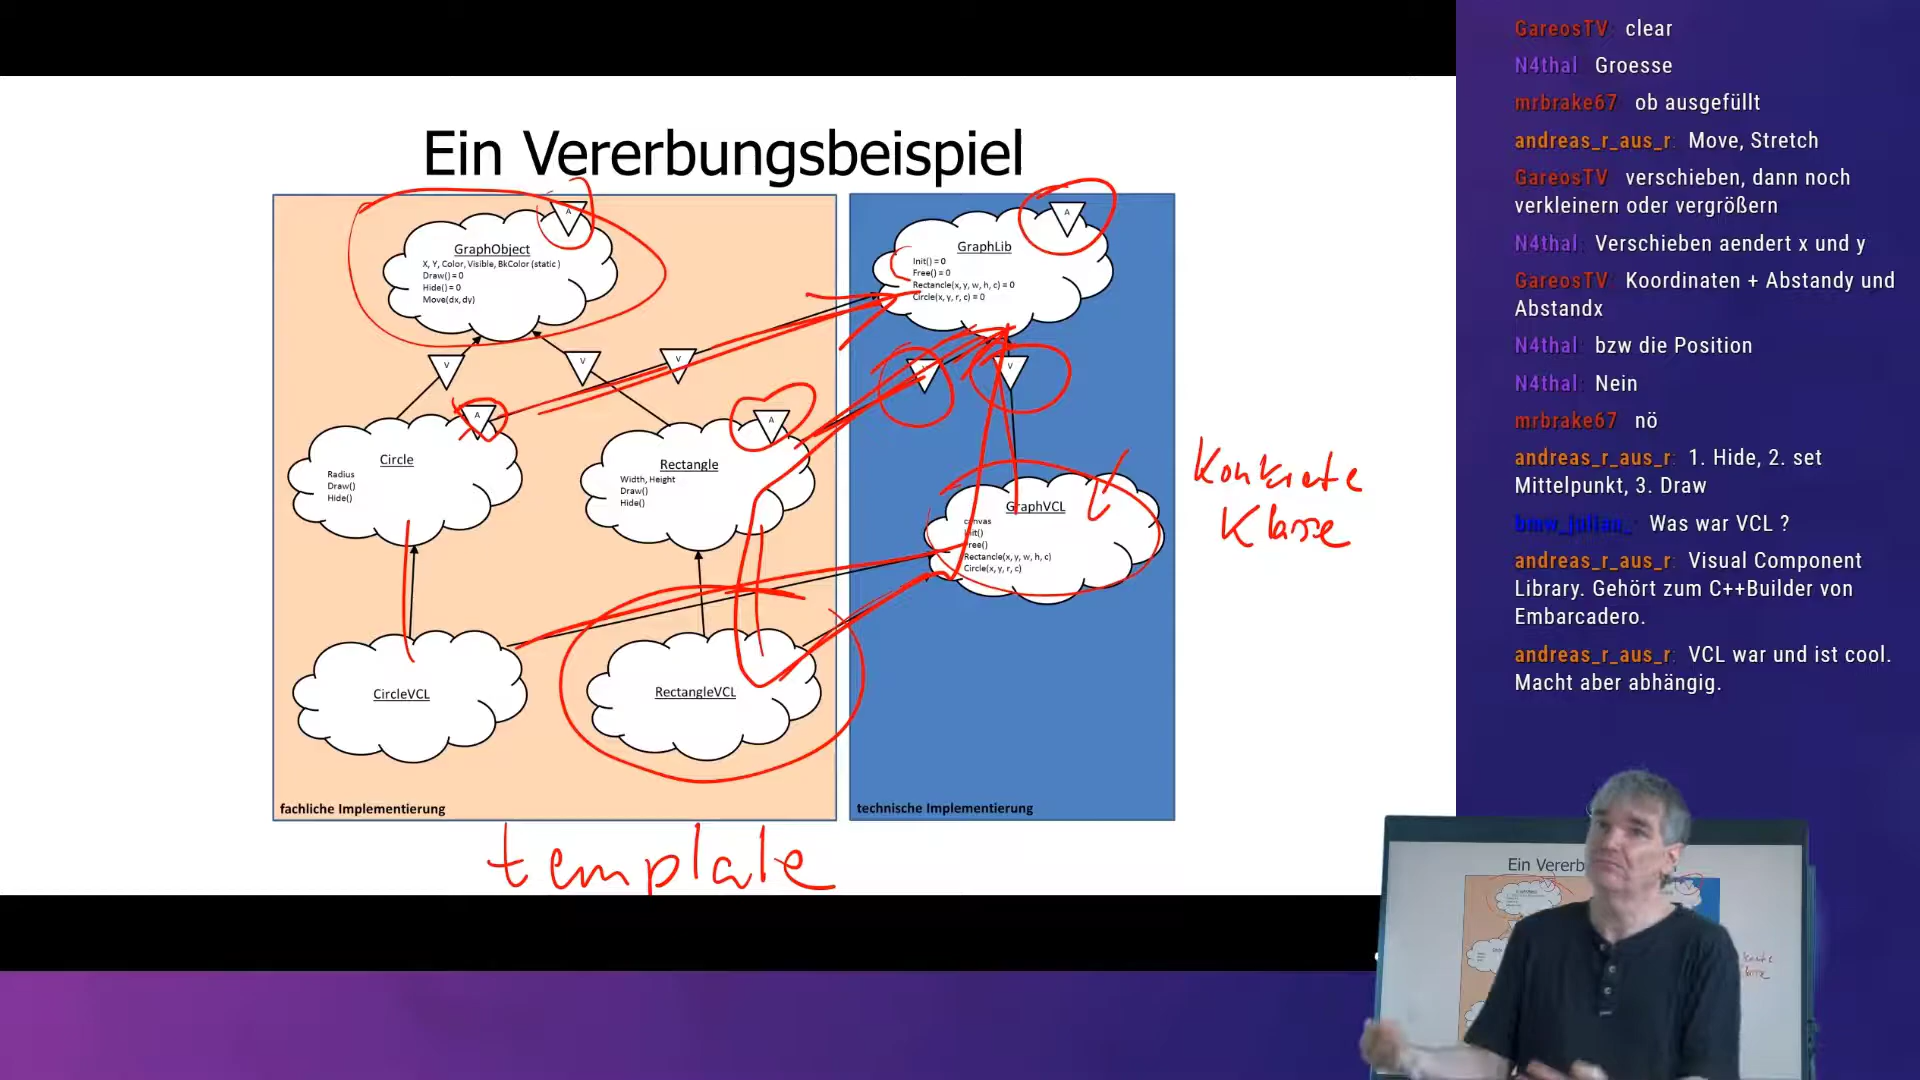 Ein Vererbungsbeispiel
A
GraphObject
X, Y, Color, Visible, BkColor (static )
Draw() = 0
Hide() = 0
Move(dx, dy)
V
V
V
A
Circle
Radius
Draw()
Hide()
A
Rectangle
Width, Height
Draw()
Hide()
CircleVCL
RectangleVCL
fachliche Implementierung
A
GraphLib
Init() = 0
Free() = 0
Rectancle(x, y, w, h, c) = 0
Circle(x, y, r, c) = 0
V
GraphVCL
canvas
Init()
Free()
Rectancle(x, y, w, h, c)
Circle(x, y, r, c)
technische Implementierung
Konkrete
Klasse
template
GareosTV: clear
N4thal: Groesse
mrbrake67: ob ausgefüllt
andreas_r_aus_r: Move, Stretch
GareosTV: verschieben, dann noch
verkleinern oder vergrößern
N4thal: Verschieben aendert x und y
GareosTV: Koordinaten + Abstandy und
Abstandx
N4thal: bzw die Position
N4thal: Nein
mrbrake67: nö
andreas_r_aus_r: 1. Hide, 2. set
Mittelpunkt, 3. Draw
bmw_julian_: Was war VCL ?
andreas_r_aus_r: Visual Component
Library. Gehört zum C++Builder von
Embarcadero.
andreas_r_aus_r: VCL war und ist cool.
Macht aber abhängig.
Ein Vererb